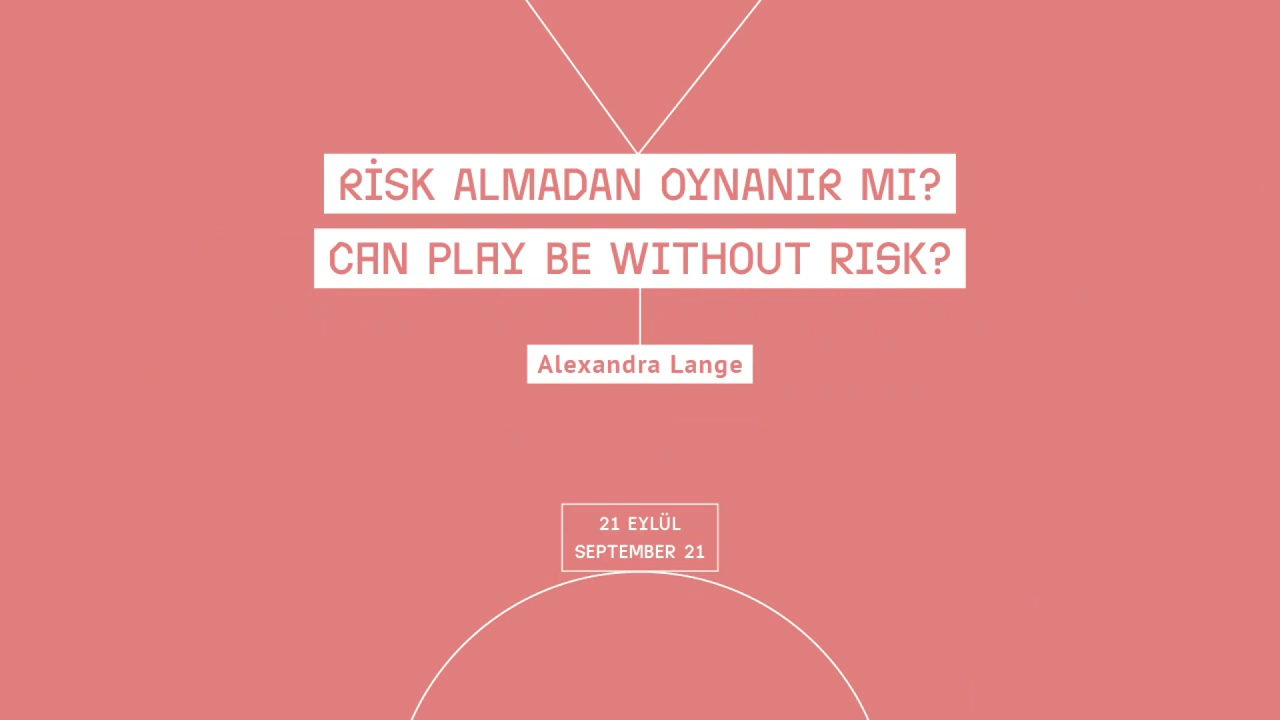 RİSK ALMADAN OYNANIR MI?
CAN PLAY BE WITHOUT RISK?
Alexandra Lange
21 EYLÜL
SEPTEMBER 21